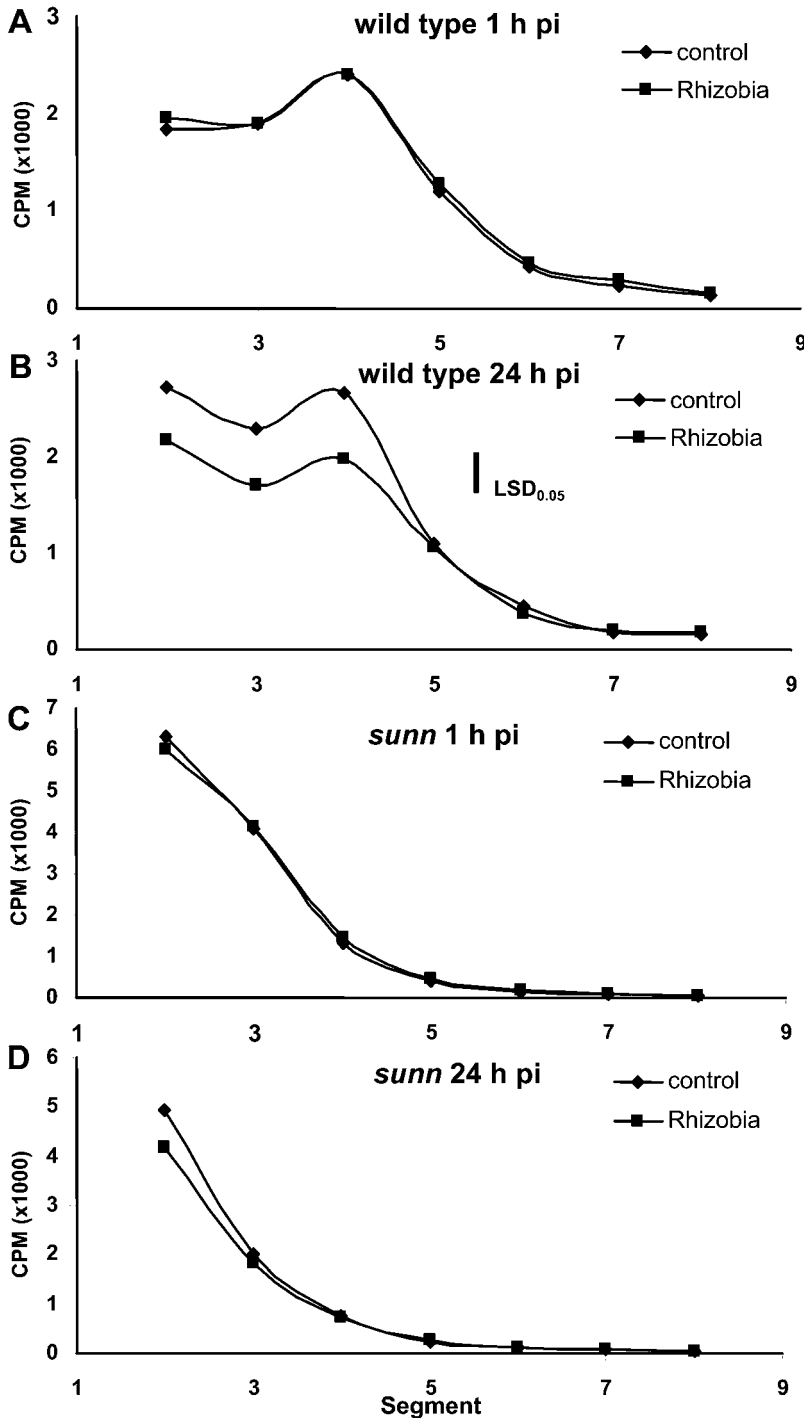 A
wild type 1 h pi
control
Rhizobia
CPM (x1000)
3
2
1
0
1 3 5 7 9
B
wild type 24 h pi
control
Rhizobia
LSD0.05
CPM (x1000)
3
2
1
0
1 3 5 7 9
C
sunn 1 h pi
control
Rhizobia
CPM (x1000)
7
6
5
4
3
2
1
0
1 3 5 7 9
D
sunn 24 h pi
control
Rhizobia
CPM (x1000)
6
5
4
3
2
1
0
1 3 5 7 9
Segment